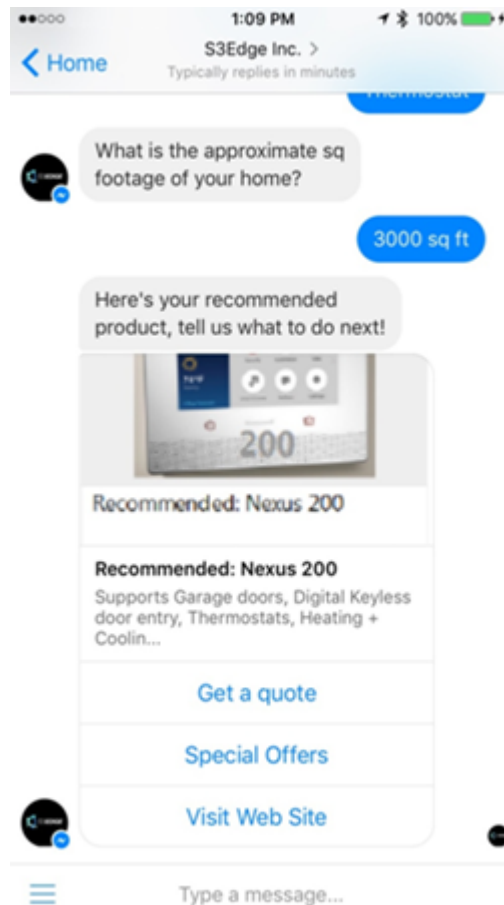 1:09 PM
100%
Home
S3Edge Inc. >
Typically replies in minutes
Thermostat
What is the approximate sq
footage of your home?
3000 sq ft
Here's your recommended
product, tell us what to do next!
200
Recommended: Nexus 200
Recommended: Nexus 200
Supports Garage doors, Digital Keyless
door entry, Thermostats, Heating +
Coolin...
Get a quote
Special Offers
Visit Web Site
Type a message...